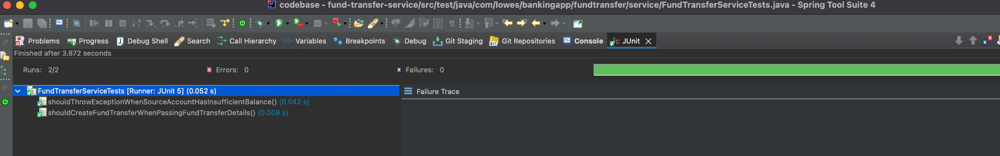 codebase - fund-transfer-service/src/test/java/com/lowes/bankingapp/fundtransfer/service/FundTransferServiceTests.java - Spring Tool Suite 4
Problems Progress Debug Shell Search Call Hierarchy (x)= Variables Breakpoints Debug Git Staging GIT Git Repositories Console JU JUnit
Finished after 3.872 seconds
Runs: 2/2 Errors: 0 Failures: 0
FundTransferServiceTests [Runner: JUnit 5] (0.052 s)
Failure Trace
shouldThrowExceptionWhenSourceAccountHasInsufficientBalance() (0.042 s)
shouldCreateFundTransferWhenPassingFundTransferDetails() (0.008 s)